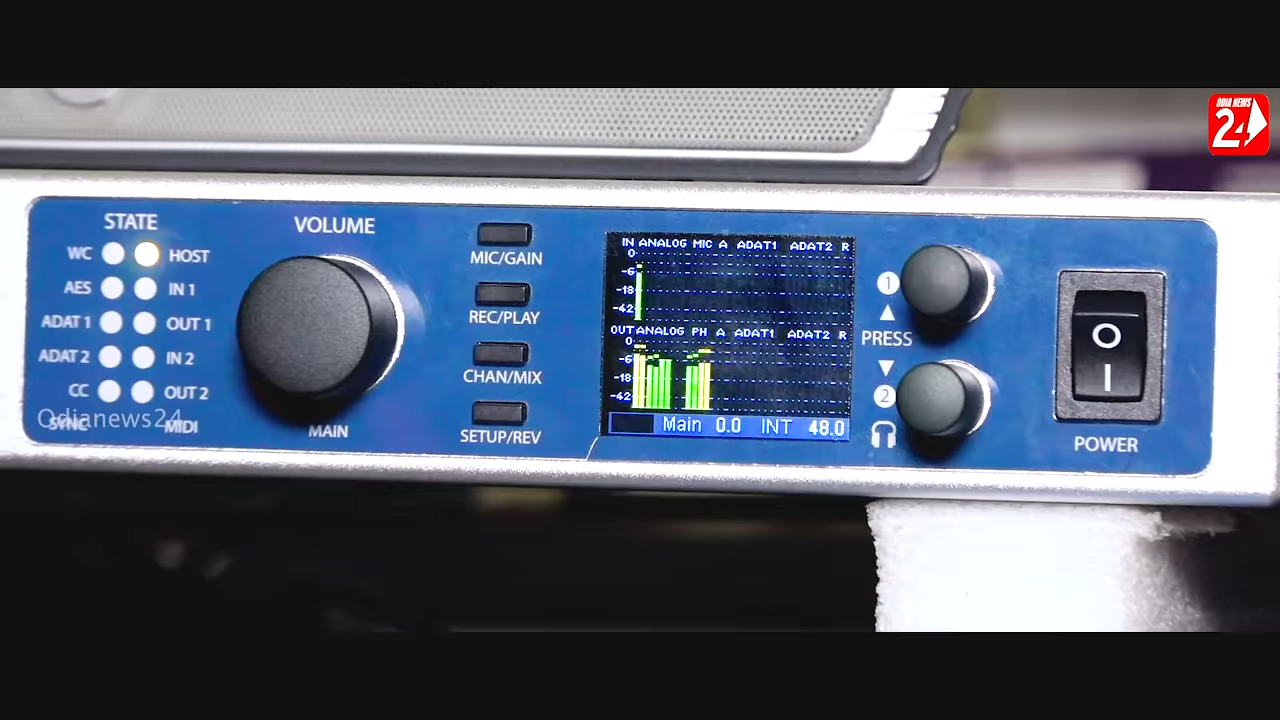 ODIA NEWS
24
STATE
WC HOST
AES IN 1
ADAT 1 OUT 1
ADAT 2 IN 2
CC OUT 2
SYNC MIDI
Odianews24
VOLUME
MAIN
MIC/GAIN
REC/PLAY
CHAN/MIX
SETUP/REV
IN ANALOG MIC A ADAT1 ADAT2 R
0
-6
-18
-42
OUT ANALOG PH A ADAT1 ADAT2 R
0
-6
-18
-42
Main 0.0 INT 48.0
1
PRESS
2
O
I
POWER